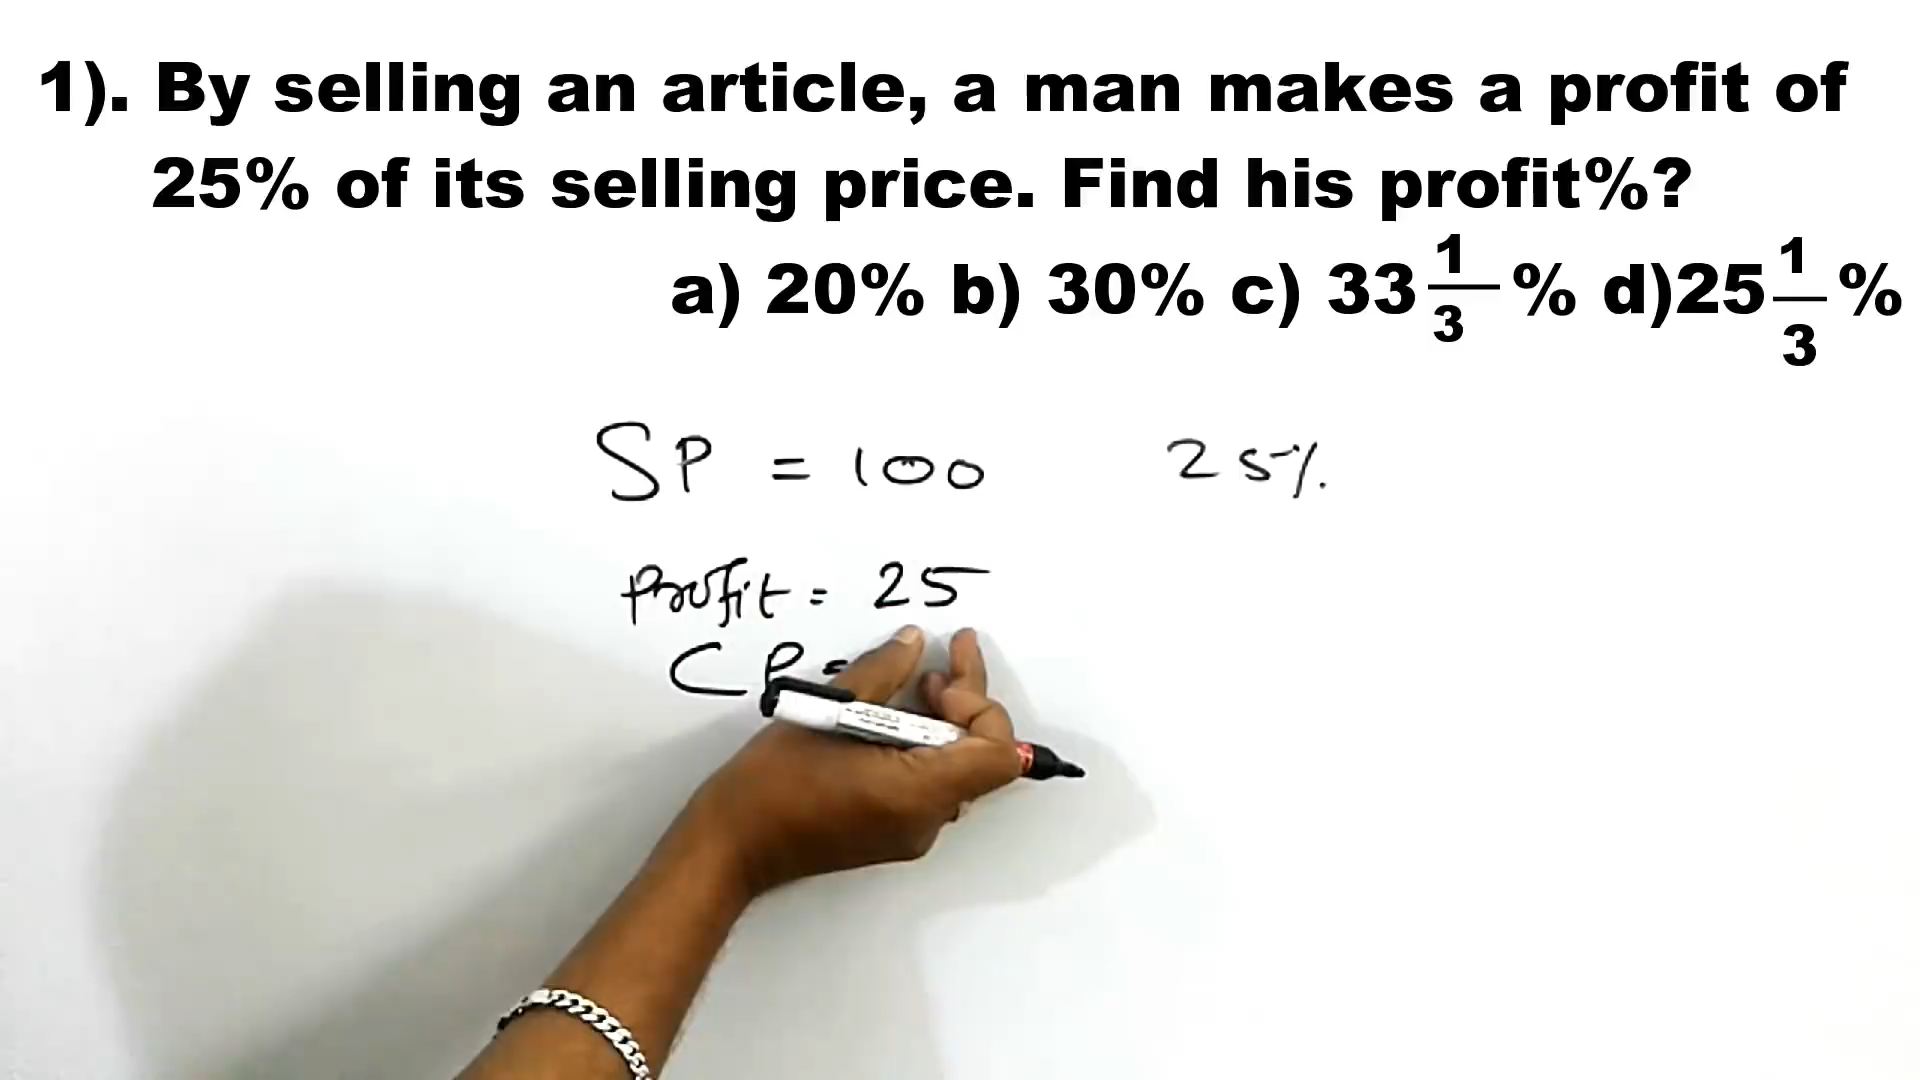 1). By selling an article, a man makes a profit of
25% of its selling price. Find his profit%?
a) 20% b) 30% c) 33 1/3 % d)25 1/3 %
SP = 100 25%.
Profit = 25
CP =